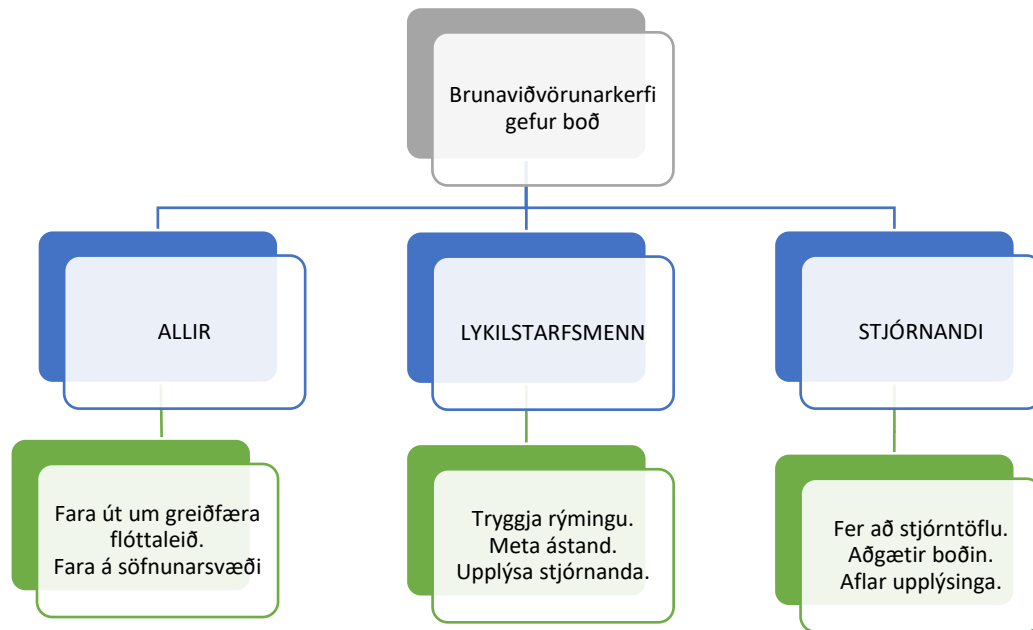 Brunaviðvörunarkerfi
gefur boð
ALLIR
LYKILSTARFSMENN
STJÓRNANDI
Fara út um greiðfæra
flóttaleið.
Fara á söfnunarsvæði
Tryggja rýmingu.
Meta ástand.
Upplýsa stjórnanda.
Fer að stjórntöflu.
Aðgætir boðin.
Aflar upplýsinga.